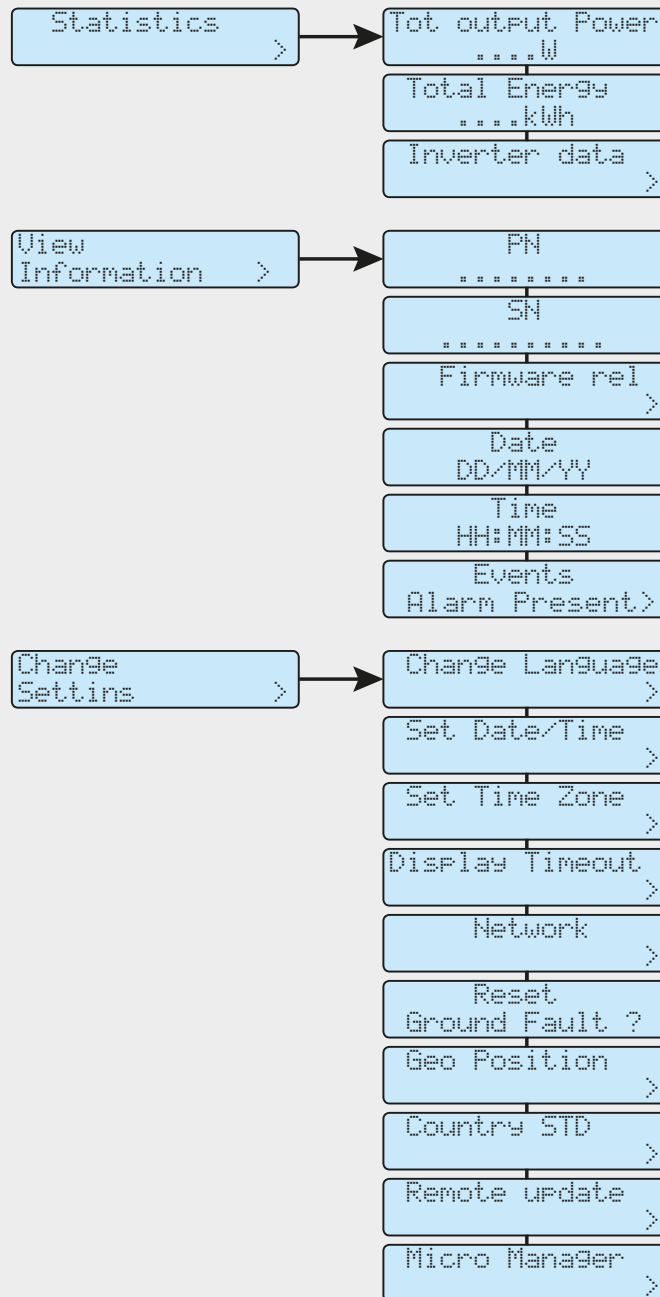 Statistics
>
Tot output Power
....W
Total Energy
....kWh
Inverter data
>
View
Information >
PN
........
SN
..........
Firmware rel
>
Date
DD/MM/YY
Time
HH:MM:SS
Events
Alarm Present>
Change
Settins >
Change Language
>
Set Date/Time
>
Set Time Zone
>
Display Timeout
>
Network
>
Reset
Ground Fault ?
Geo Position
>
Country STD
>
Remote update
>
Micro Manager
>